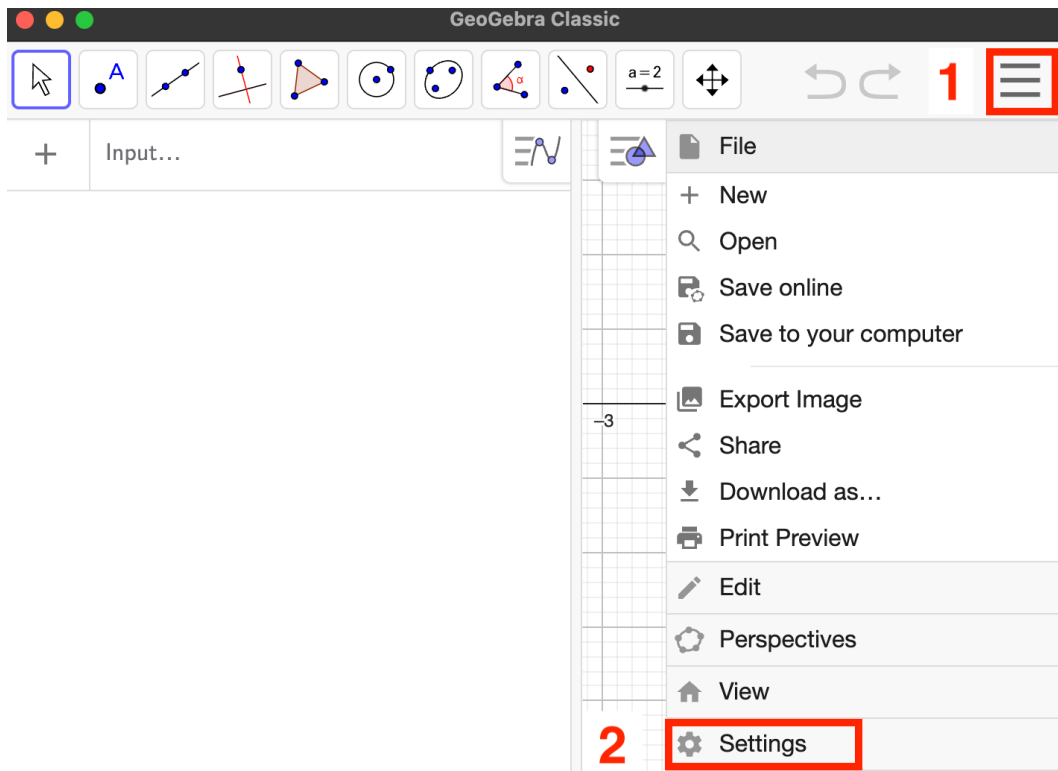 GeoGebra Classic
A
α
a=2
1
+ Input...
File
New
Open
Save online
Save to your computer
Export Image
–3
Share
Download as...
Print Preview
Edit
Perspectives
View
2 Settings